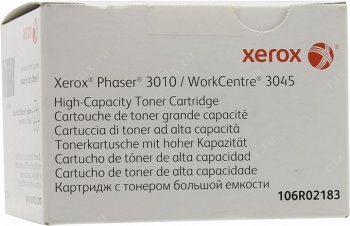 xerox
Xerox® Phaser® 3010 / WorkCentre® 3045
High-Capacity Toner Cartridge
Cartouche de toner grande capacité
Cartuccia di toner ad alta capacità
Tonerkartusche mit hoher Kapazität
Cartucho de tóner de alta capacidad
Cartucho de toner de alta capacidade
Картридж с тонером большой емкости
106R02183